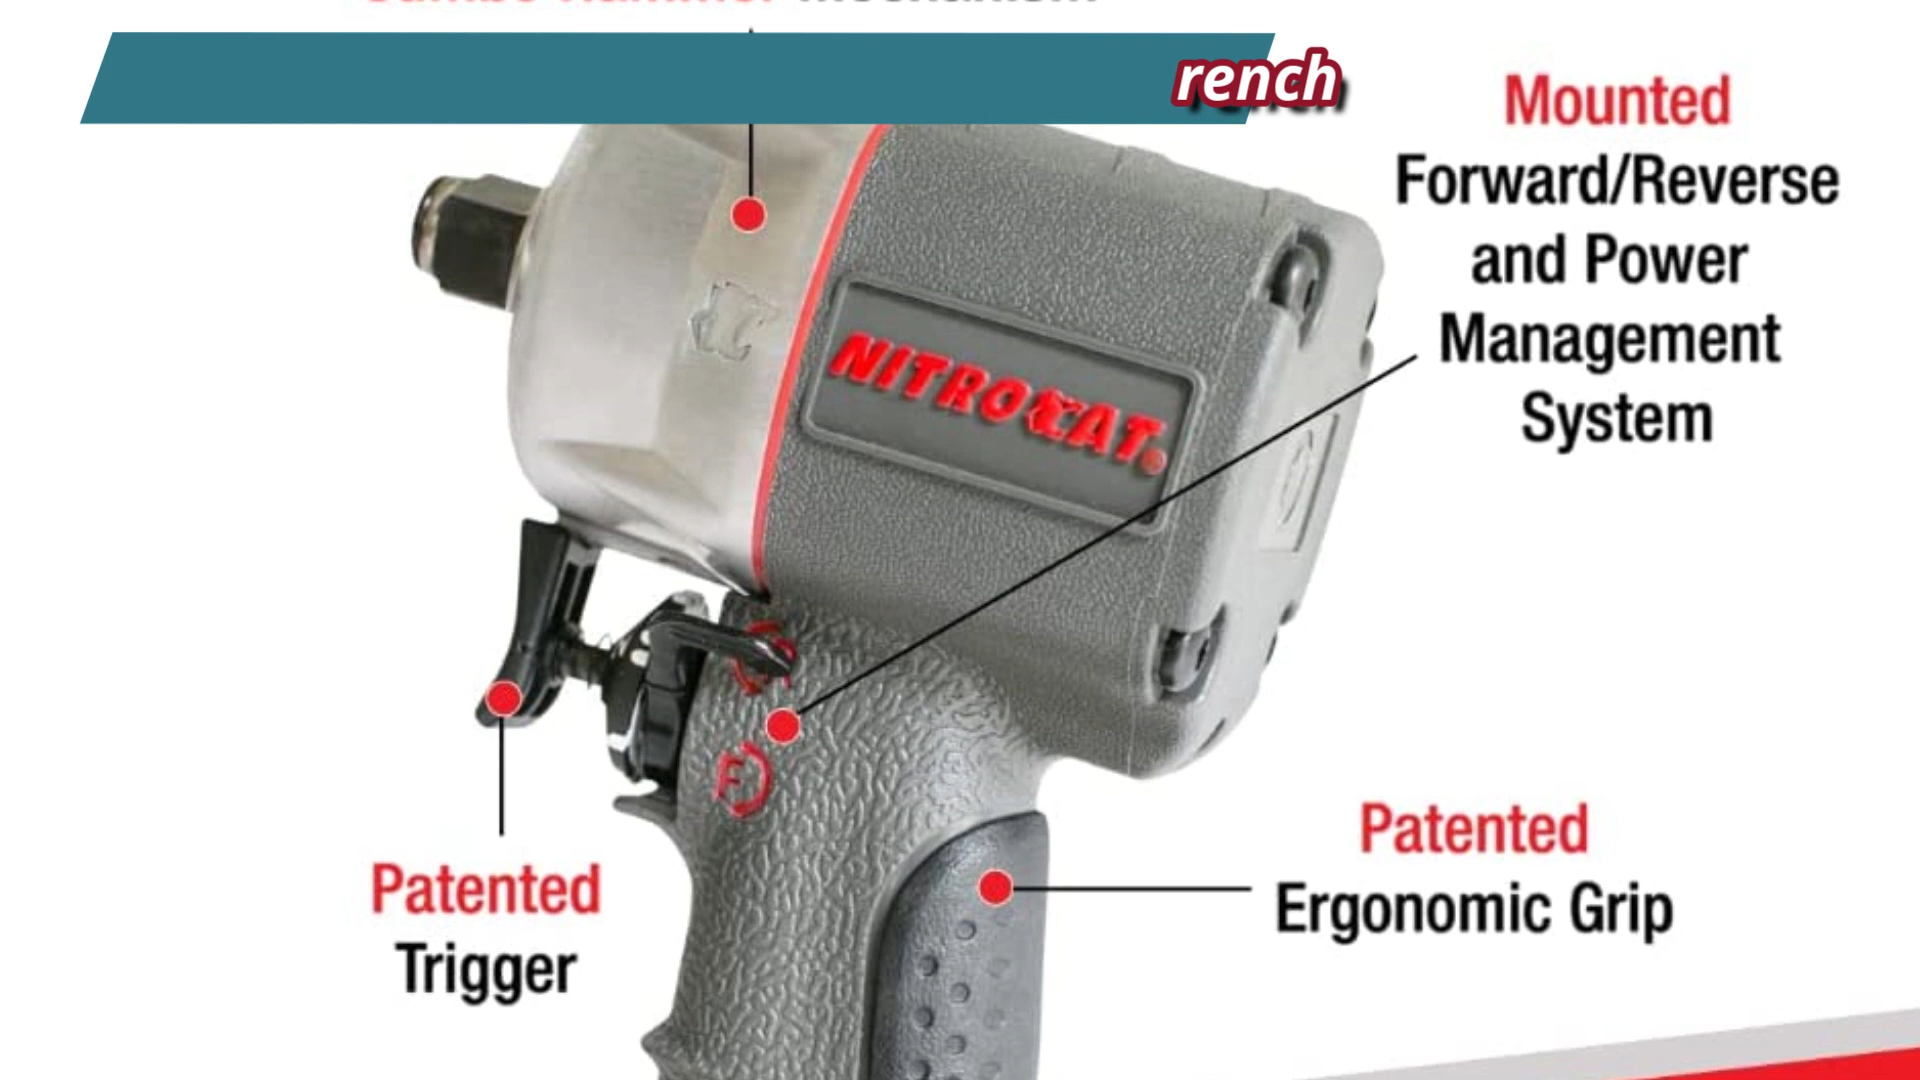 rench
Mounted
Forward/Reverse
and Power
Management
System
NITROCAT
F
Patented
Ergonomic Grip
Patented
Trigger